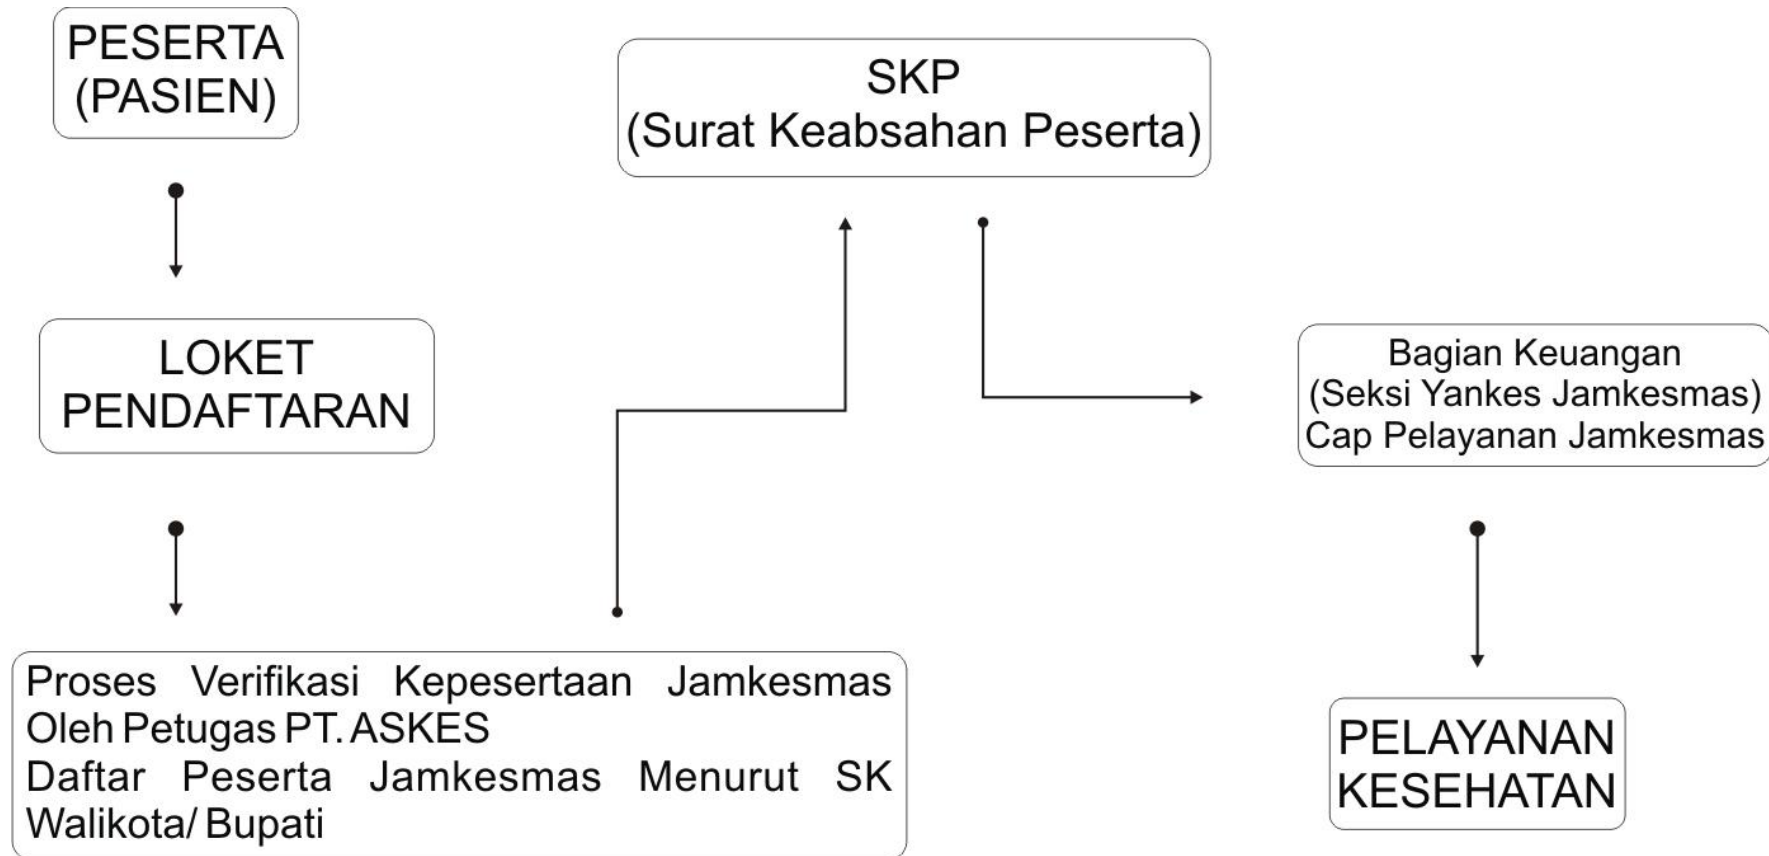 PESERTA
(PASIEN)
LOKET
PENDAFTARAN
Proses Verifikasi Kepesertaan Jamkesmas
Oleh Petugas PT. ASKES
Daftar Peserta Jamkesmas Menurut SK
Walikota/ Bupati
SKP
(Surat Keabsahan Peserta)
Bagian Keuangan
(Seksi Yankes Jamkesmas)
Cap Pelayanan Jamkesmas
PELAYANAN
KESEHATAN